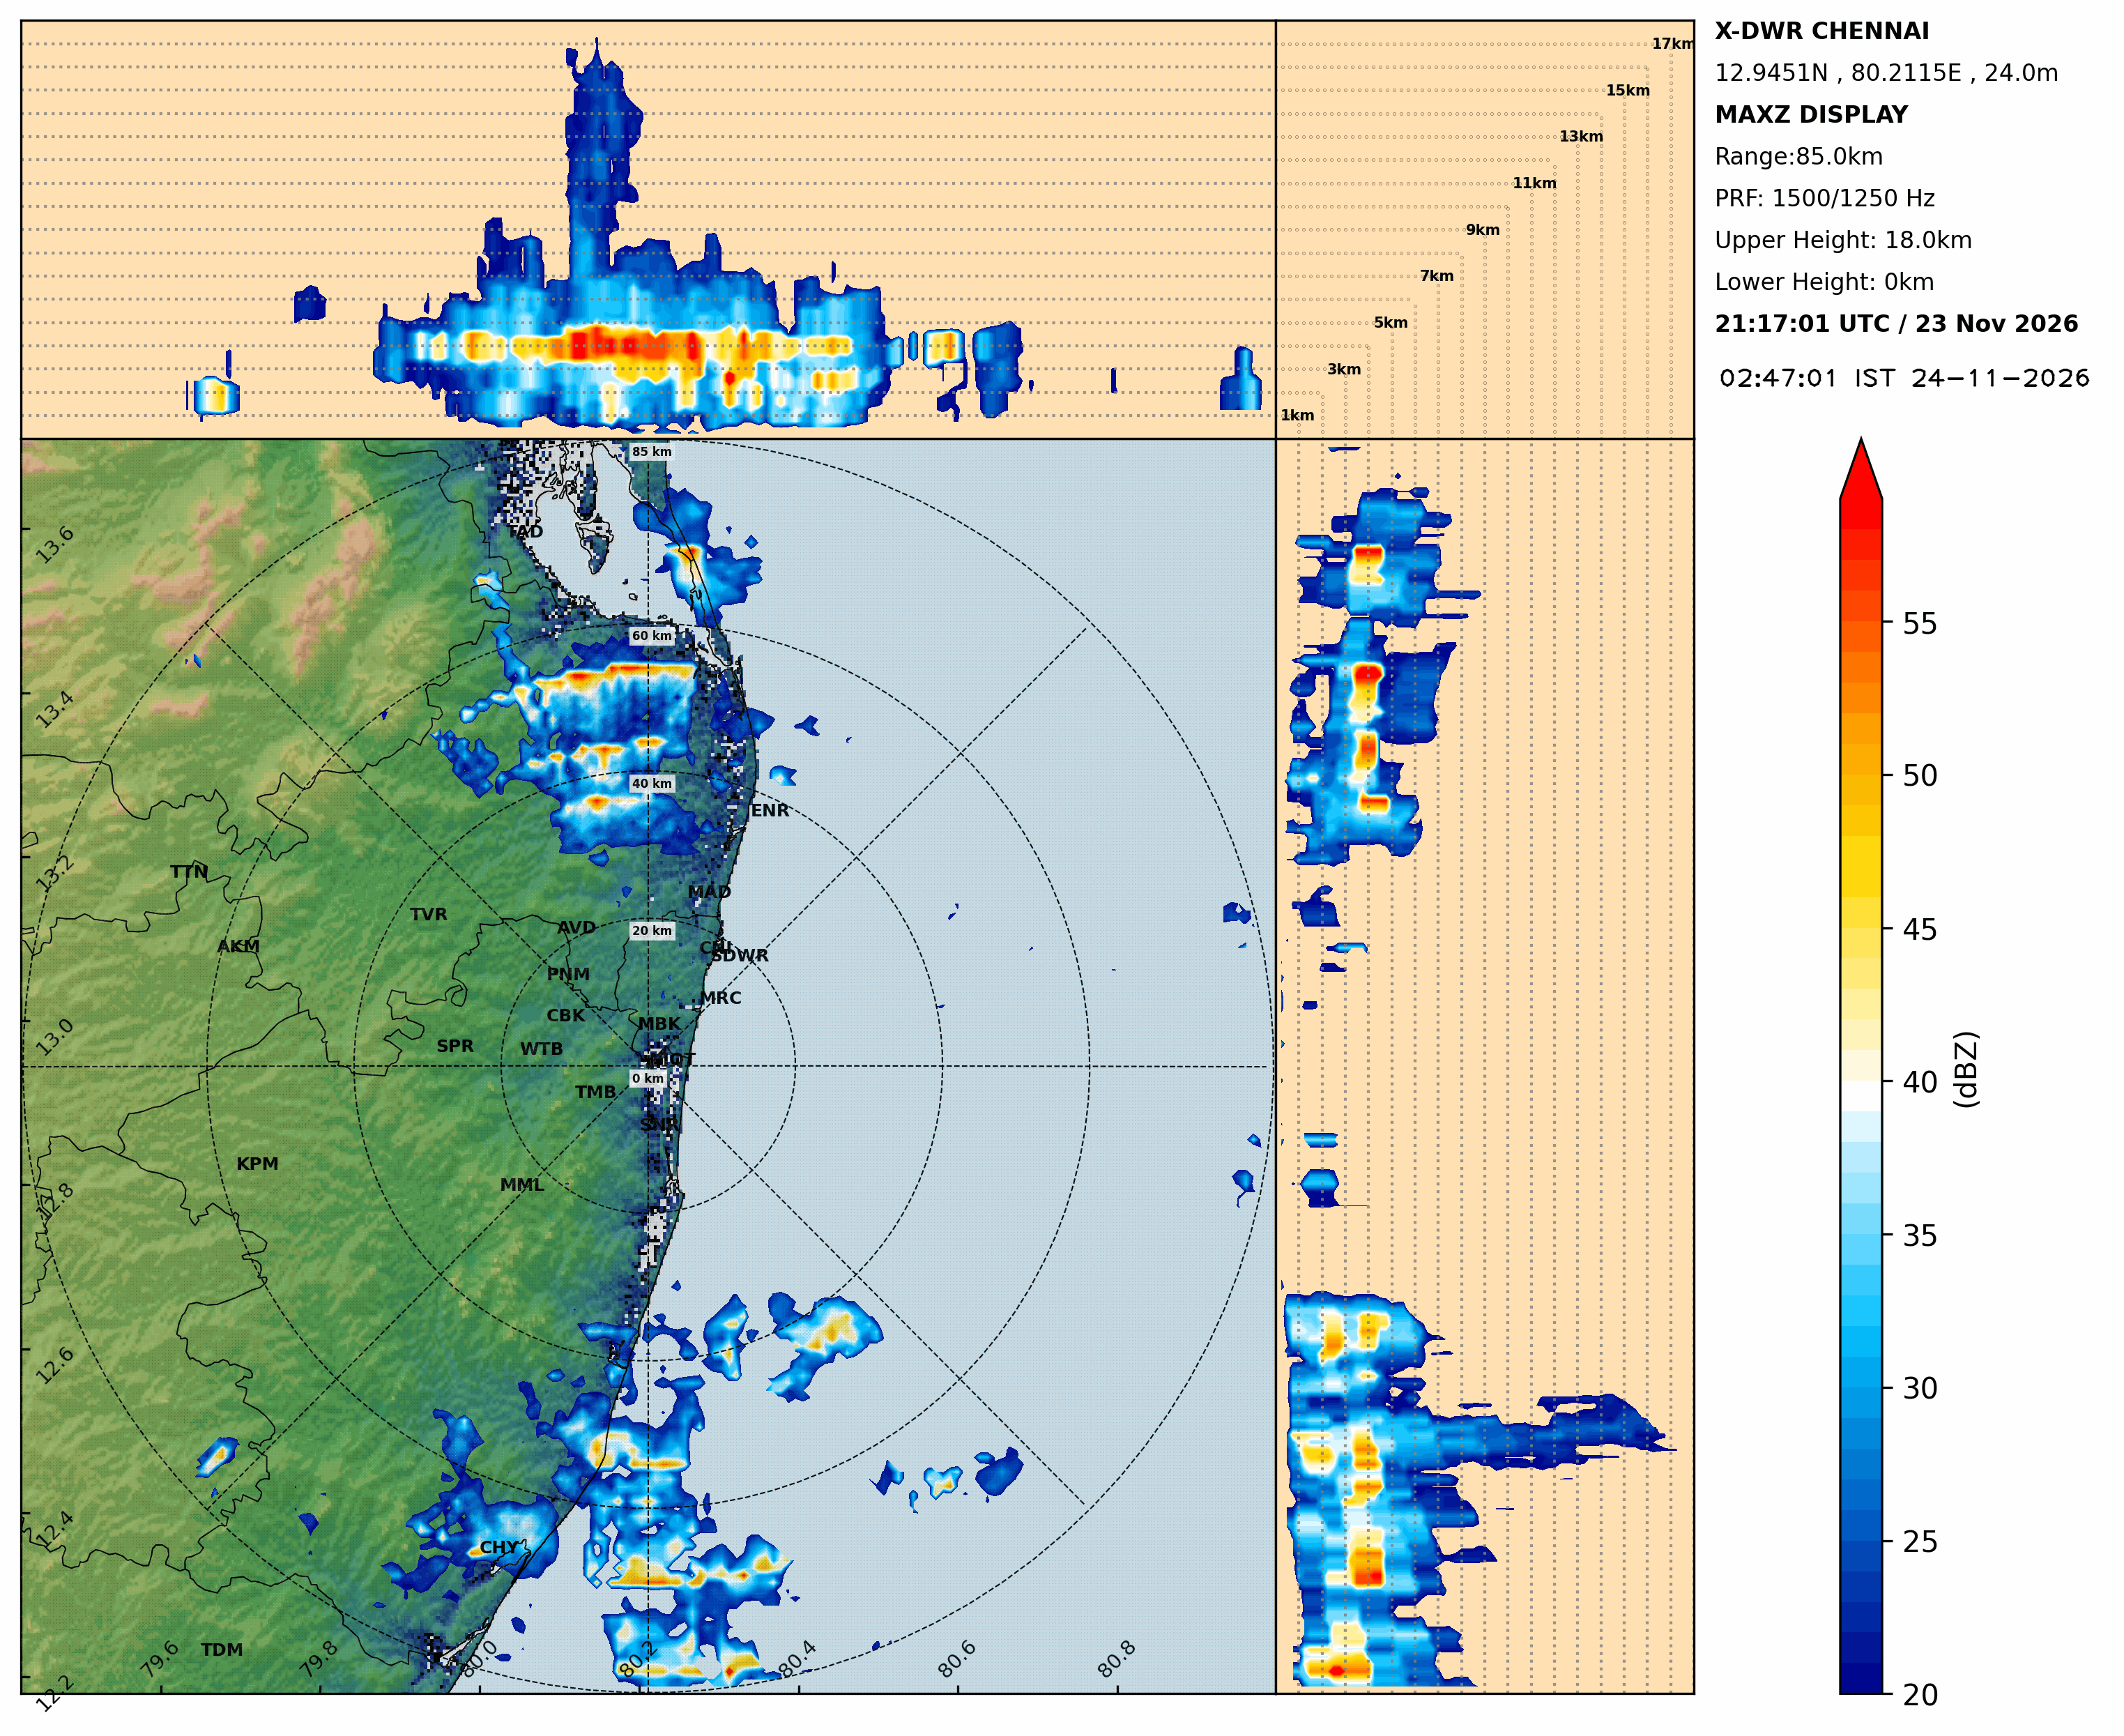 X-DWR CHENNAI
12.9451N , 80.2115E , 24.0m
MAXZ DISPLAY
Range:85.0km
PRF: 1500/1250 Hz
Upper Height: 18.0km
Lower Height: 0km
21:17:01 UTC / 23 Nov 2026
02:47:01 IST 24-11-2026
17km
15km
13km
11km
9km
7km
5km
3km
1km
85 km
60 km
40 km
20 km
0 km
TAD
ENR
MAD
TTN
TVR
AVD
AKM
SDWR
PNM
MRC
CBK
MBK
SPR
WTB
TMB
SNR
KPM
MML
CHY
TDM
13.6
13.4
13.2
13.0
12.8
12.6
12.4
12.2
79.6
79.8
80.0
80.2
80.4
80.6
80.8
55
50
45
40
35
30
25
20
(dBZ)